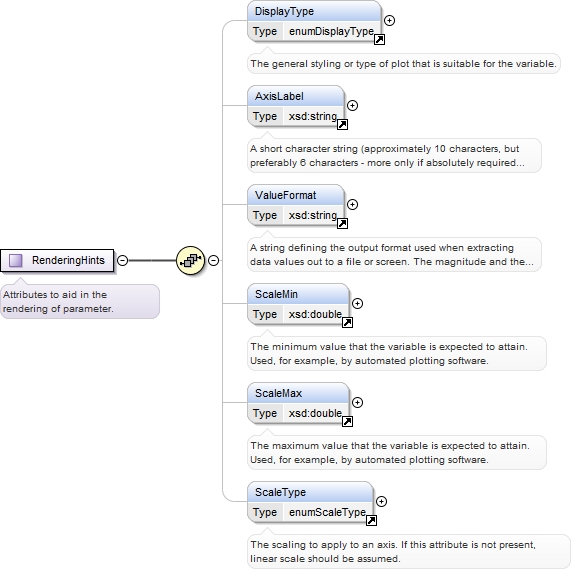 DisplayType
Type enumDisplayType
The general styling or type of plot that is suitable for the variable.
AxisLabel
Type xsd:string
A short character string (approximately 10 characters, but
preferably 6 characters - more only if absolutely required...
ValueFormat
Type xsd:string
A string defining the output format used when extracting
data values out to a file or screen. The magnitude and the...
RenderingHints
Attributes to aid in the
rendering of parameter.
ScaleMin
Type xsd:double
The minimum value that the variable is expected to attain.
Used, for example, by automated plotting software.
ScaleMax
Type xsd:double
The maximum value that the variable is expected to attain.
Used, for example, by automated plotting software.
ScaleType
Type enumScaleType
The scaling to apply to an axis. If this attribute is not present,
linear scale should be assumed.